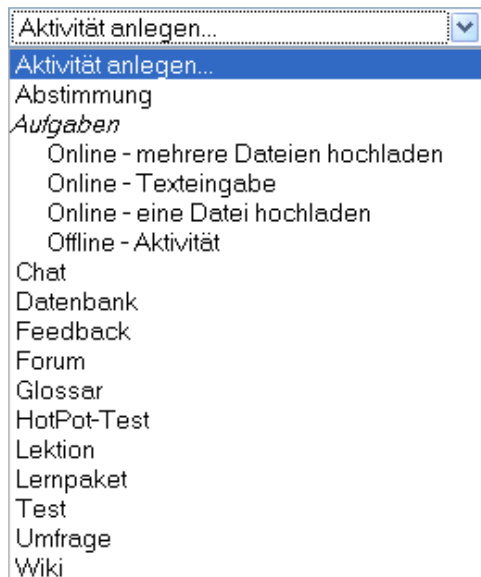 Aktivität anlegen...
Aktivität anlegen...
Abstimmung
Aufgaben
Online - mehrere Dateien hochladen
Online - Texteingabe
Online - eine Datei hochladen
Offline - Aktivität
Chat
Datenbank
Feedback
Forum
Glossar
HotPot-Test
Lektion
Lernpaket
Test
Umfrage
Wiki